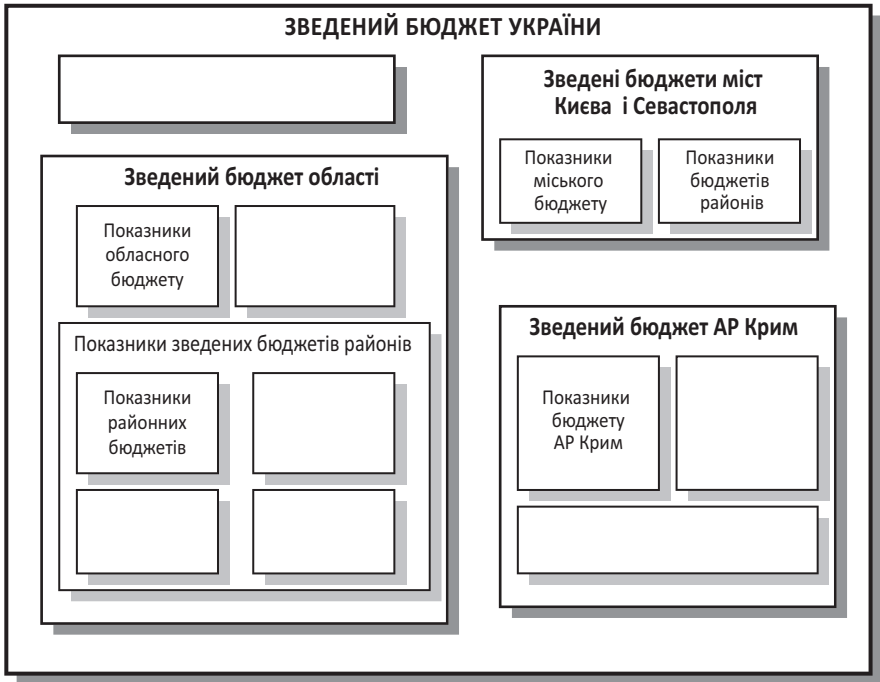 ЗВЕДЕНИЙ БЮДЖЕТ УКРАЇНИ
Зведені бюджети міст
Києва і Севастополя
Показники
міського
бюджету
Показники
бюджетів
районів
Зведений бюджет області
Показники
обласного
бюджету
Показники зведених бюджетів районів
Показники
районних
бюджетів
Зведений бюджет АР Крим
Показники
бюджету
АР Крим